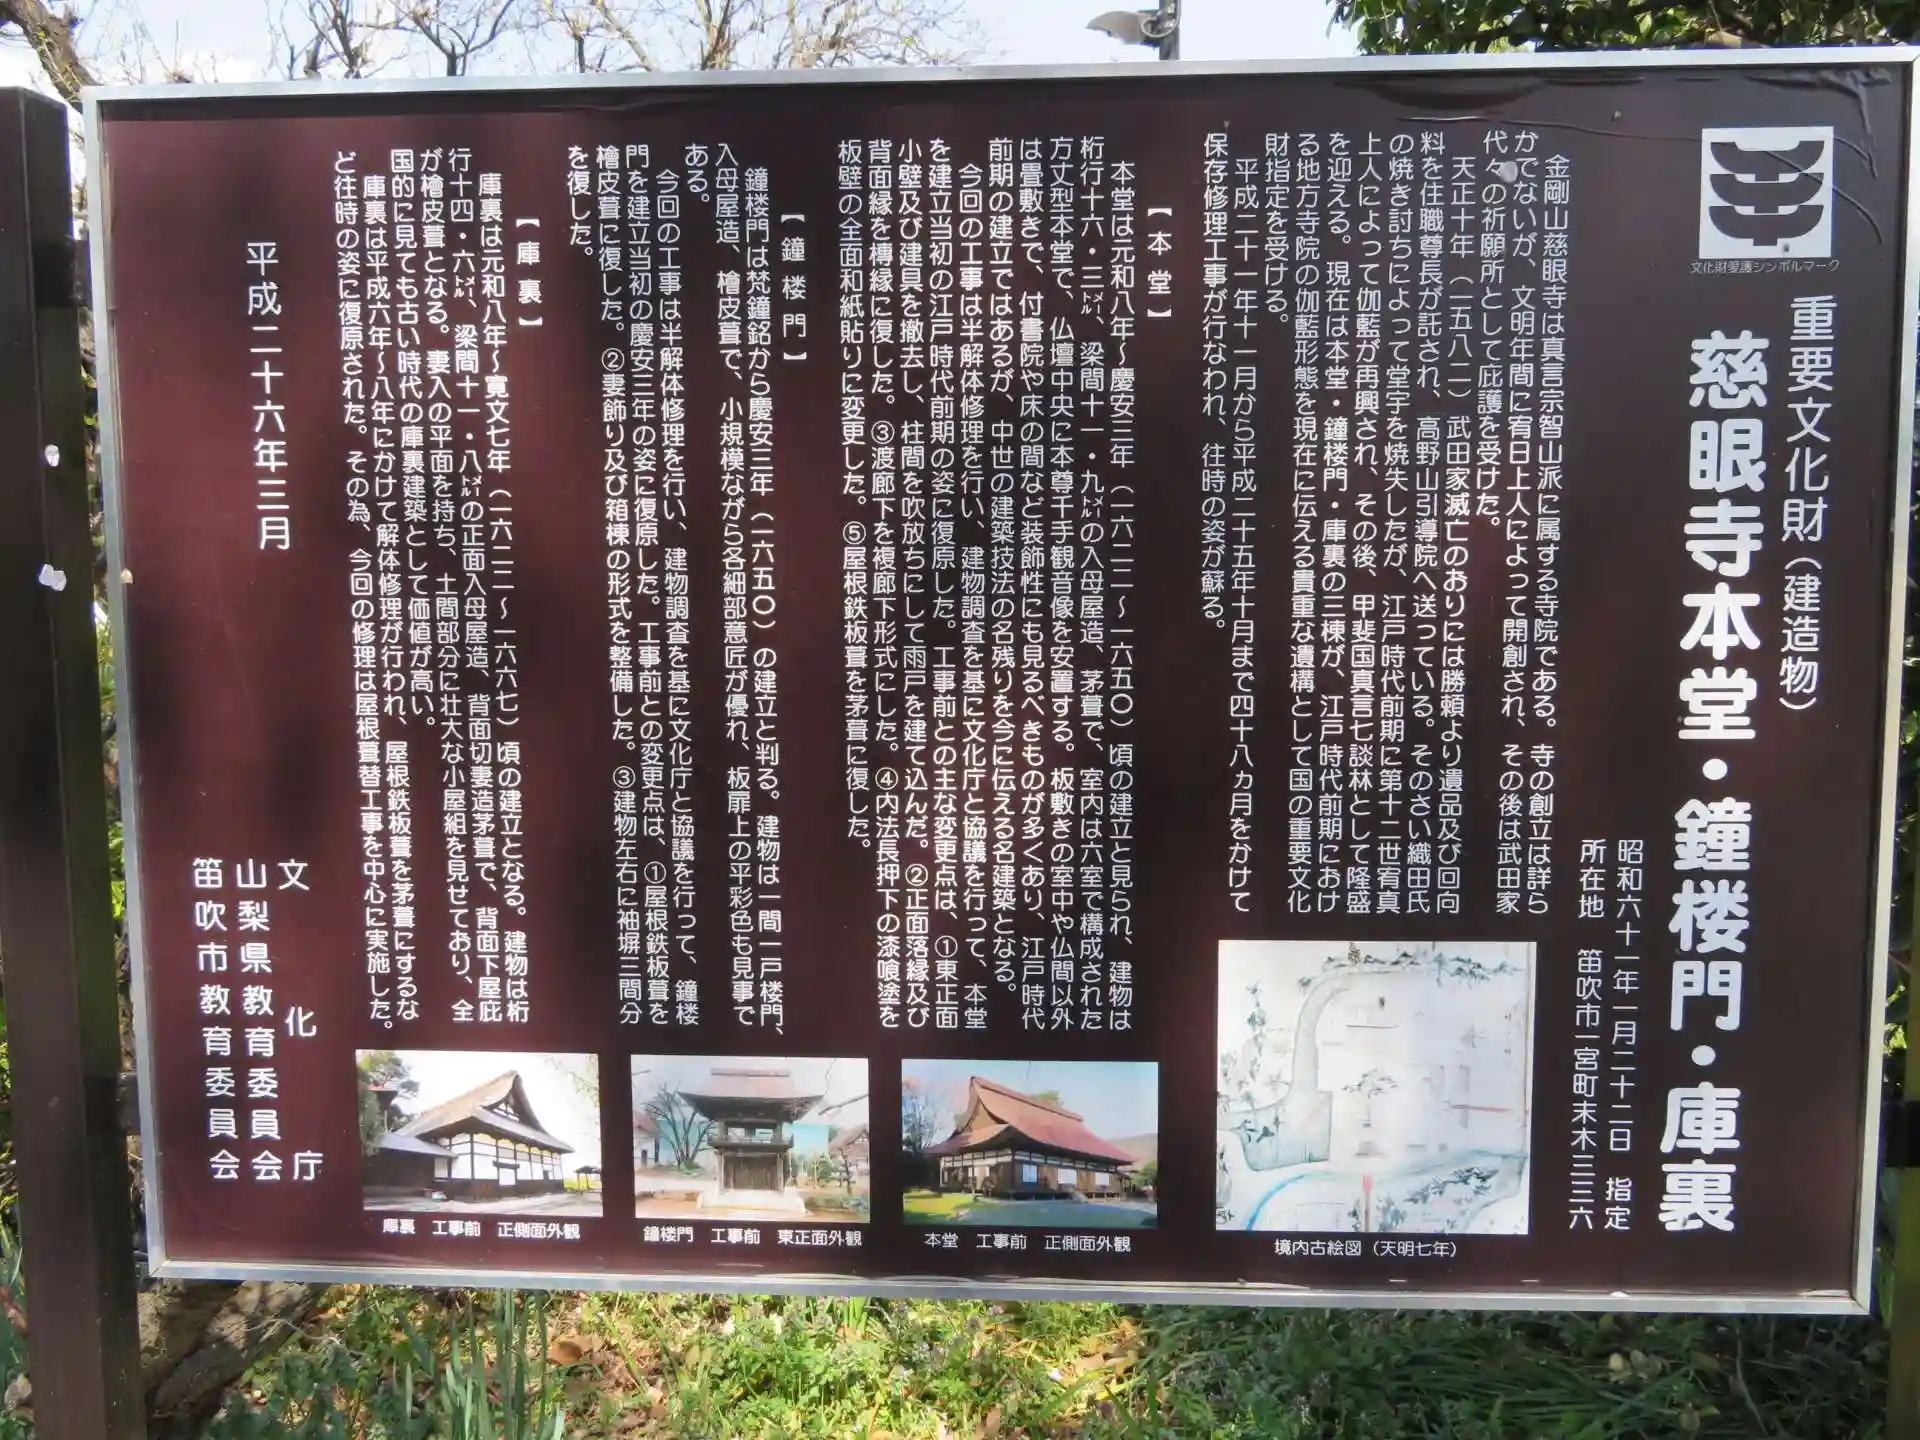 文化財愛護シンボルマーク
重要文化財（建造物）
慈眼寺本堂・鐘楼門・庫裏
昭和六十一年一月二十二日　指定
所在地　笛吹市一宮町末木三三六
金剛山慈眼寺は真言宗智山派に属する寺院である。寺の創立は詳ら
かでないが、文明年間に宥日上人によって開創され、その後は武田家
代々の祈願所として庇護を受けた。
天正十年（一五八二）武田家滅亡のおりには勝頼より遺品及び回向
料を住職尊長が託され、高野山引導院へ送っている。そのさい織田氏
の焼き討ちによって堂宇を焼失したが、江戸時代前期に第十二世宥真
上人によって伽藍が再興され、その後、甲斐国真言七談林として隆盛
を迎える。現在は本堂・鐘楼門・庫裏の三棟が、江戸時代前期におけ
る地方寺院の伽藍形態を現在に伝える貴重な遺構として国の重要文化
財指定を受ける。
平成二十一年十一月から平成二十五年十月まで四十八ヵ月をかけて
保存修理工事が行なわれ、往時の姿が蘇る。
【本堂】
本堂は元和八年～慶安三年（一六二二～一六五〇）頃の建立と見られ、建物は
桁行十六・三㍍、梁間十一・九㍍の入母屋造、茅葺で、室内は六室で構成された
方丈型本堂で、仏壇中央に本尊千手観音像を安置する。板敷きの室中や仏間以外
は畳敷きで、付書院や床の間など装飾性にも見るべきものが多くあり、江戸時代
前期の建立ではあるが、中世の建築技法の名残りを今に伝える名建築となる。
今回の工事は半解体修理を行い、建物調査を基に文化庁と協議を行って、本堂
を建立当初の江戸時代前期の姿に復原した。工事前との主な変更点は、①東正面
小壁及び建具を撤去し、柱間を吹放ちにして雨戸を建て込んだ。②正面落縁及び
背面縁を榑縁に復した。③渡廊下を複廊下形式にした。④内法長押下の漆喰塗を
板壁の全面和紙貼りに変更した。⑤屋根鉄板葺を茅葺に復した。
【鐘楼門】
鐘楼門は梵鐘銘から慶安三年（一六五〇）の建立と判る。建物は一間一戸楼門、
入母屋造、檜皮葺で、小規模ながら各細部意匠が優れ、板扉上の平彩色も見事で
ある。
今回の工事は半解体修理を行い、建物調査を基に文化庁と協議を行って、鐘楼
門を建立当初の慶安三年の姿に復原した。工事前との変更点は、①屋根鉄板葺を
檜皮葺に復した。②妻飾り及び箱棟の形式を整備した。③建物左右に袖塀三間分
を復した。
【庫裏】
庫裏は元和八年～寛文七年（一六二二～一六六七）頃の建立となる。建物は桁
行十四・六㍍、梁間十一・八㍍の正面入母屋造、背面切妻造茅葺で、背面下屋庇
が檜皮葺となる。妻入の平面を持ち、土間部分に壮大な小屋組を見せており、全
国的に見ても古い時代の庫裏建築として価値が高い。
庫裏は平成六年～八年にかけて解体修理が行われ、屋根鉄板葺を茅葺にするな
ど往時の姿に復原された。その為、今回の修理は屋根葺替工事を中心に実施した。
平成二十六年三月
文化庁
山梨県教育委員会
笛吹市教育委員会
境内古絵図（天明七年）
本堂　工事前　正側面外観
鐘楼門　工事前　東正面外観
庫裏　工事前　正側面外観